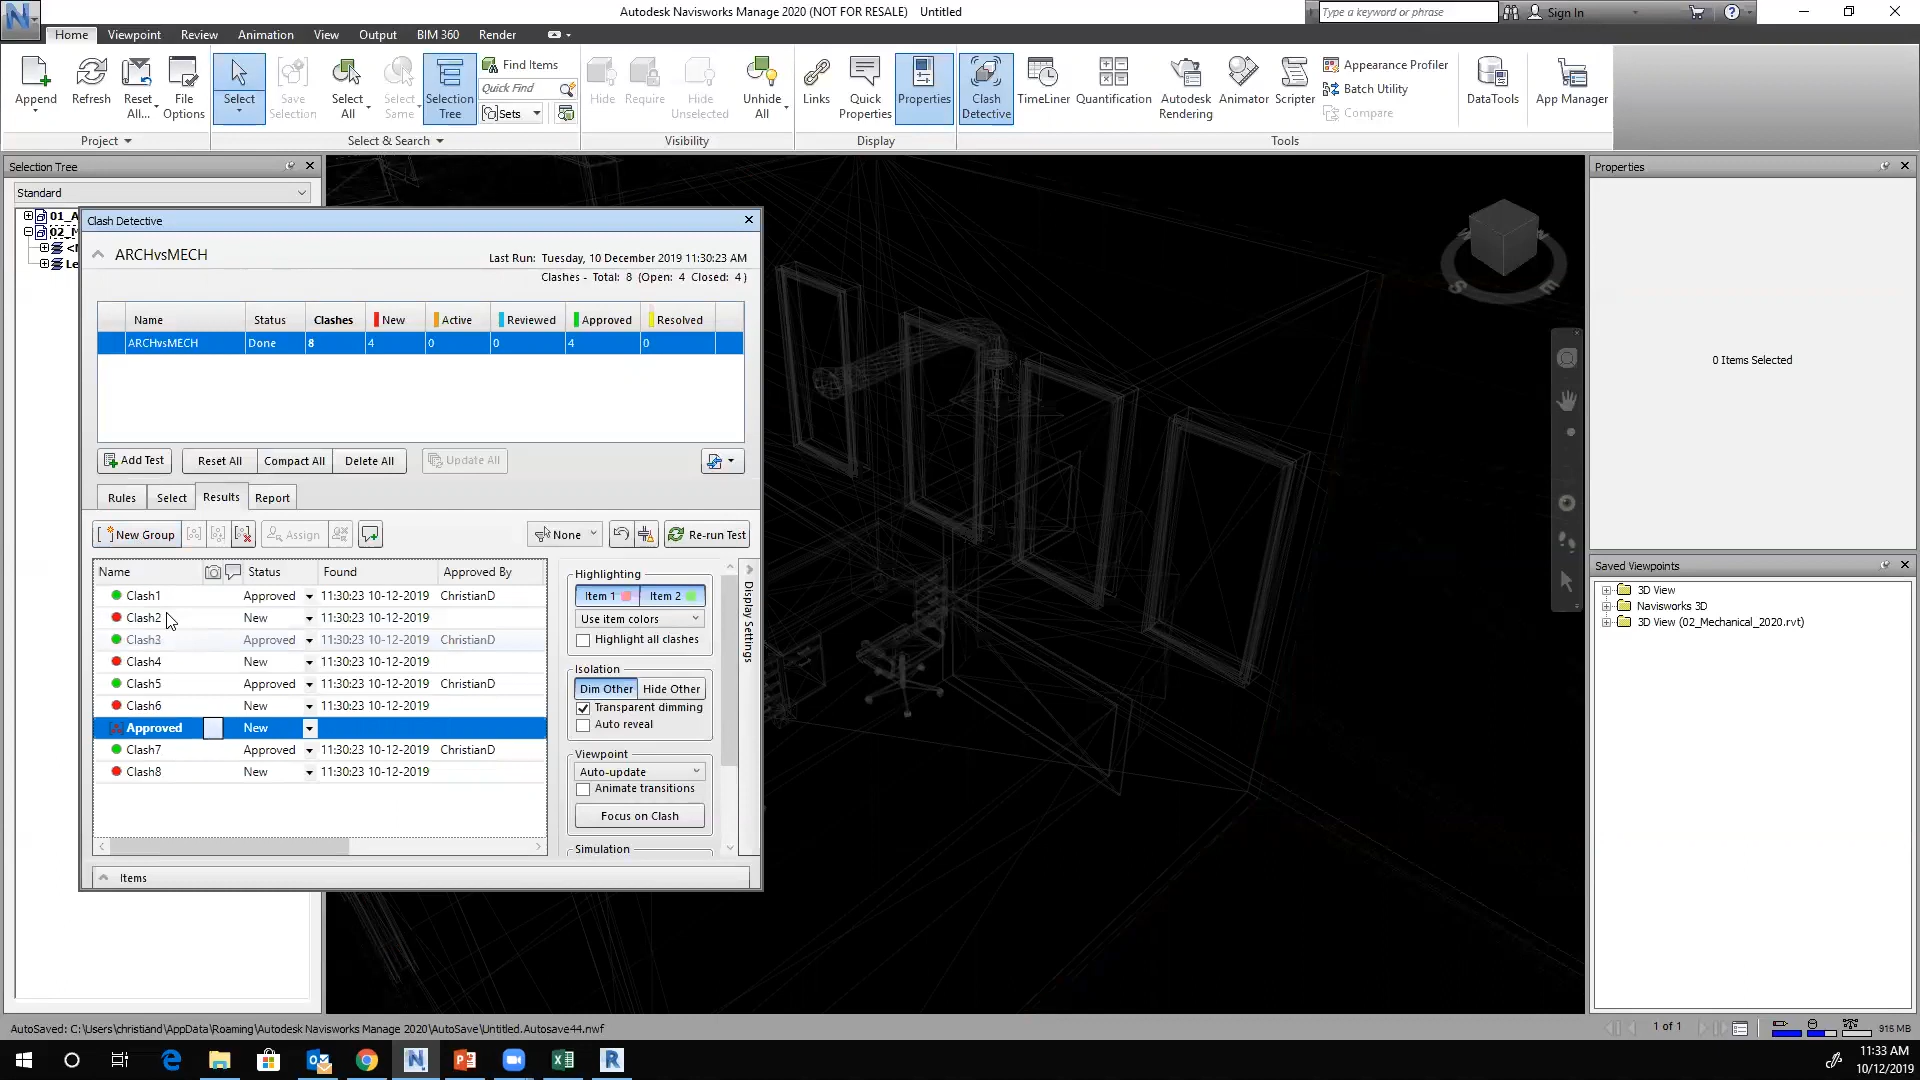 Autodesk Navisworks Manage 2020 (NOT FOR RESALE) Untitled
Type a keyword or phrase
Sign In
Home Viewpoint Review Animation View Output BIM 360 Render
Append
Refresh
Reset All...
File Options
Project
Select
Save Selection
Select All
Select Same
Selection Tree
Find Items
Quick Find
Sets
Select & Search
Hide
Require
Hide Unselected
Unhide All
Visibility
Links
Quick Properties
Properties
Display
Clash Detective
TimeLiner
Quantification
Autodesk Rendering
Animator
Scripter
Appearance Profiler
Batch Utility
Compare
Tools
DataTools
App Manager
Selection Tree
Standard
01_A
02_M
Le
Clash Detective
ARCHvsMECH
Last Run: Tuesday, 10 December 2019 11:30:23 AM
Clashes - Total: 8 (Open: 4 Closed: 4)
Name Status Clashes New Active Reviewed Approved Resolved
ARCHvsMECH Done 8 4 0 0 4 0
Add Test Reset All Compact All Delete All Update All
Rules Select Results Report
New Group Assign None Re-run Test
Name Status Found Approved By
Clash1 Approved 11:30:23 10-12-2019 ChristianD
Clash2 New 11:30:23 10-12-2019
Clash3 Approved 11:30:23 10-12-2019 ChristianD
Clash4 New 11:30:23 10-12-2019
Clash5 Approved 11:30:23 10-12-2019 ChristianD
Clash6 New 11:30:23 10-12-2019
Approved New
Clash7 Approved 11:30:23 10-12-2019 ChristianD
Clash8 New 11:30:23 10-12-2019
Highlighting
Item 1 Item 2
Use item colors
Highlight all clashes
Isolation
Dim Other Hide Other
Transparent dimming
Auto reveal
Viewpoint
Auto-update
Animate transitions
Focus on Clash
Simulation
Display Settings
Items
Properties
0 Items Selected
Saved Viewpoints
3D View
Navisworks 3D
3D View (02_Mechanical_2020.rvt)
AutoSaved: C:\Users\christiand\AppData\Roaming\Autodesk Navisworks Manage 2020\AutoSave\Untitled.Autosave44.nwf
1 of 1
915 MB
11:33 AM
10/12/2019